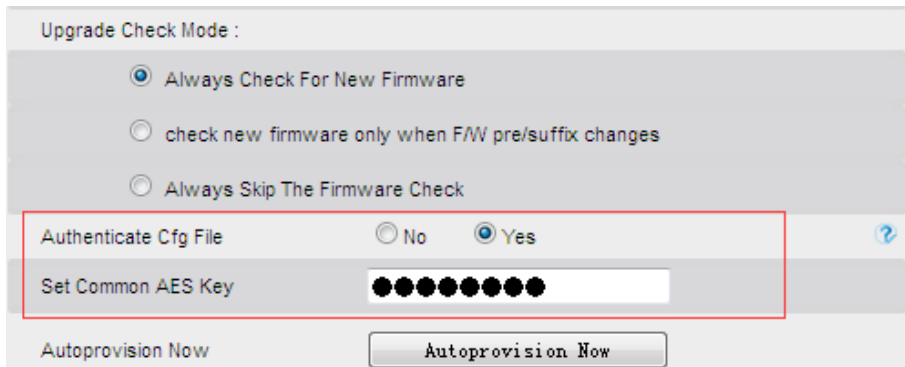 Upgrade Check Mode :
Always Check For New Firmware
check new firmware only when F/W pre/suffix changes
Always Skip The Firmware Check
Authenticate Cfg File No Yes ?
Set Common AES Key ●●●●●●●●
Autoprovision Now Autoprovision Now